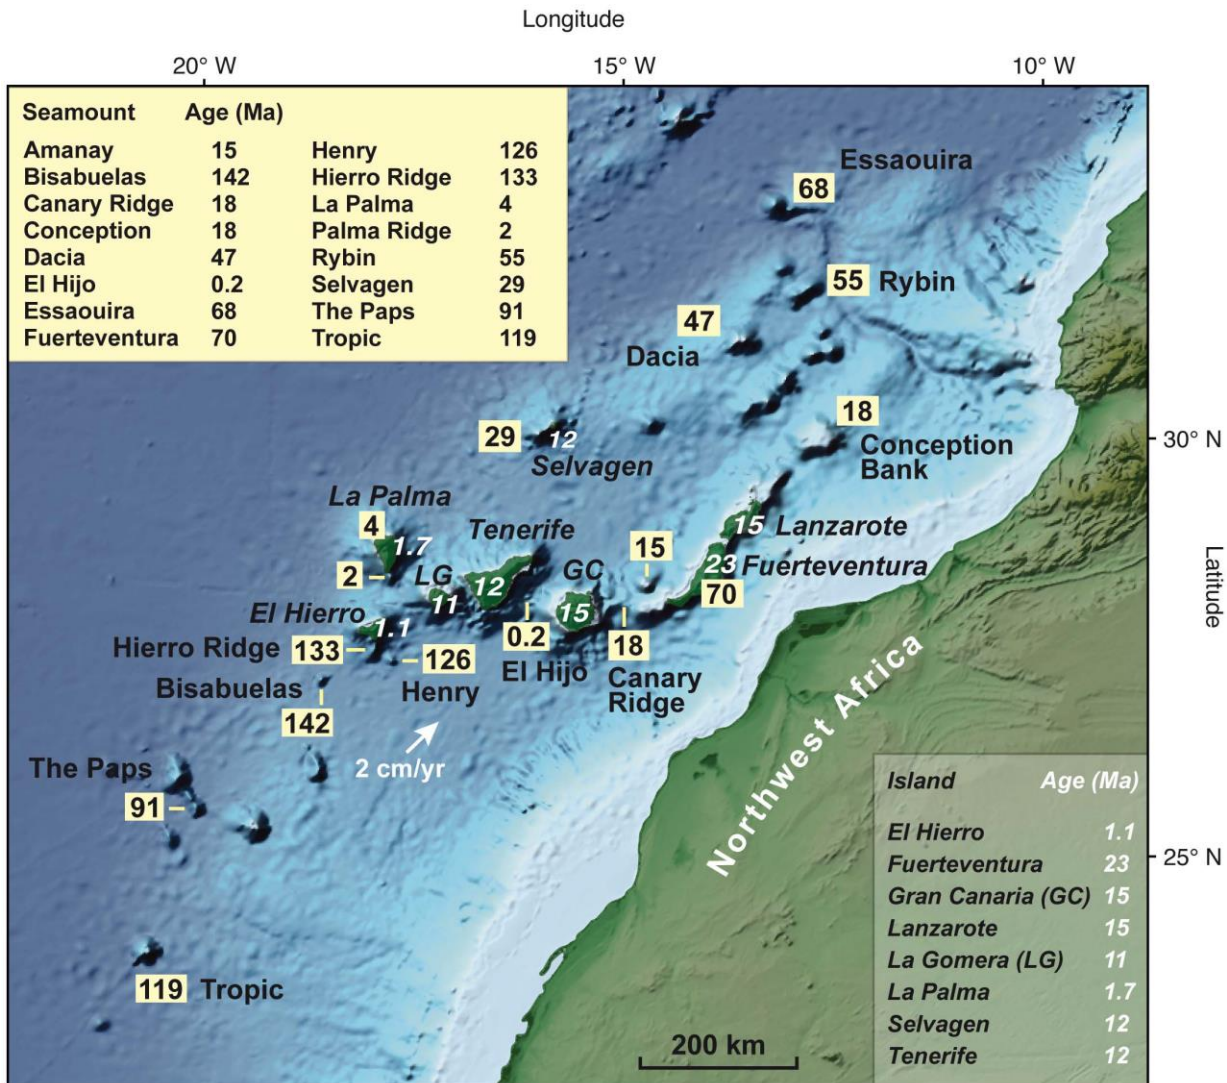 Longitude
20° W 15° W 10° W
Seamount Age (Ma)
Amanay 15 Henry 126
Bisabuelas 142 Hierro Ridge 133
Canary Ridge 18 La Palma 4
Conception 18 Palma Ridge 2
Dacia 47 Rybin 55
El Hijo 0.2 Selvagen 29
Essaouira 68 The Paps 91
Fuerteventura 70 Tropic 119
Essaouira
68
55 Rybin
47
Dacia
18
Conception
Bank
29 12
Selvagen
30° N
La Palma
4
1.7
2
Tenerife
12
LG
11
GC
15
15
15 Lanzarote
23 Fuerteventura
70
Latitude
El Hierro
1.1
Hierro Ridge 133
126
Henry
0.2
El Hijo
18
Canary
Ridge
Bisabuelas
142
2 cm/yr
The Paps
91
Northwest Africa
25° N
119 Tropic
200 km
Island Age (Ma)
El Hierro 1.1
Fuerteventura 23
Gran Canaria (GC) 15
Lanzarote 15
La Gomera (LG) 11
La Palma 1.7
Selvagen 12
Tenerife 12